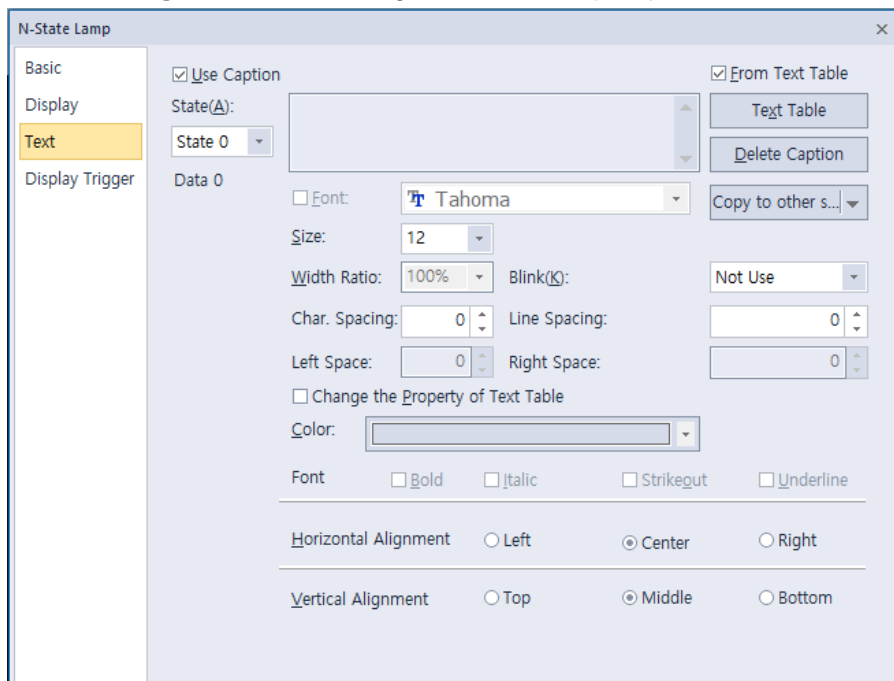 N-State Lamp
Basic
Display
Text
Display Trigger
Use Caption
From Text Table
State(A):
State 0
Data 0
Text Table
Delete Caption
Copy to other s...
Font:
Tahoma
Size:
12
Width Ratio:
100%
Blink(K):
Not Use
Char. Spacing:
0
Line Spacing:
0
Left Space:
0
Right Space:
0
Change the Property of Text Table
Color:
Font
Bold
Italic
Strikeout
Underline
Horizontal Alignment
Left
Center
Right
Vertical Alignment
Top
Middle
Bottom